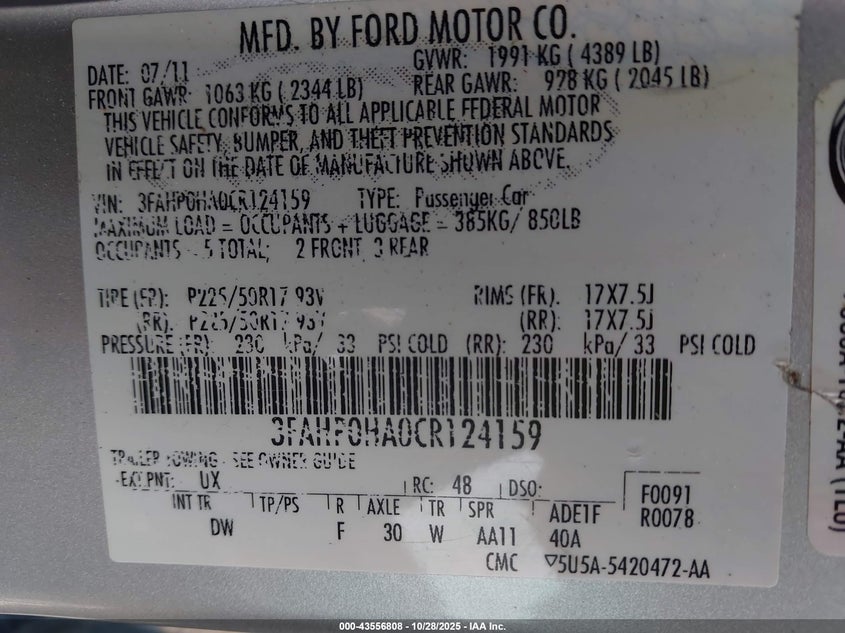 MFD. BY FORD MOTOR CO.
DATE: 07/11
GVWR: 1991 KG ( 4389 LB)
FRONT GAWR: 1063 KG ( 2344 LB)
REAR GAWR: 928 KG ( 2045 LB)
THIS VEHICLE CONFORMS TO ALL APPLICABLE FEDERAL MOTOR
VEHICLE SAFETY, BUMPER, AND THEFT PREVENTION STANDARDS
IN EFFECT ON THE DATE OF MANUFACTURE SHOWN ABOVE.
VIN: 3FAHP0HA0CR124159 TYPE: Passenger Car
MAXIMUM LOAD = OCCUPANTS + LUGGAGE = 385KG/ 850LB
OCCUPANTS - 5 TOTAL; 2 FRONT, 3 REAR
TIRE (FR): P225/50R17 93V RIMS (FR). 17X7.5J
(RR). P225/50R17 93V (RR): 17X7.5J
PRESSURE (FR): 230 kPa/ 33 PSI COLD (RR): 230 kPa/ 33 PSI COLD
3FAHP0HA0CR124159
TRAILER TOWING - SEE OWNER GUIDE
EXT PNT: UX RC: 48 DSO:
F0091
R0078
INT TR TP/PS R AXLE TR SPR ADE1F
DW F 30 W AA11 40A
CMC ▽5U5A-5420472-AA
000-43556808 - 10/28/2025 - IAA Inc.